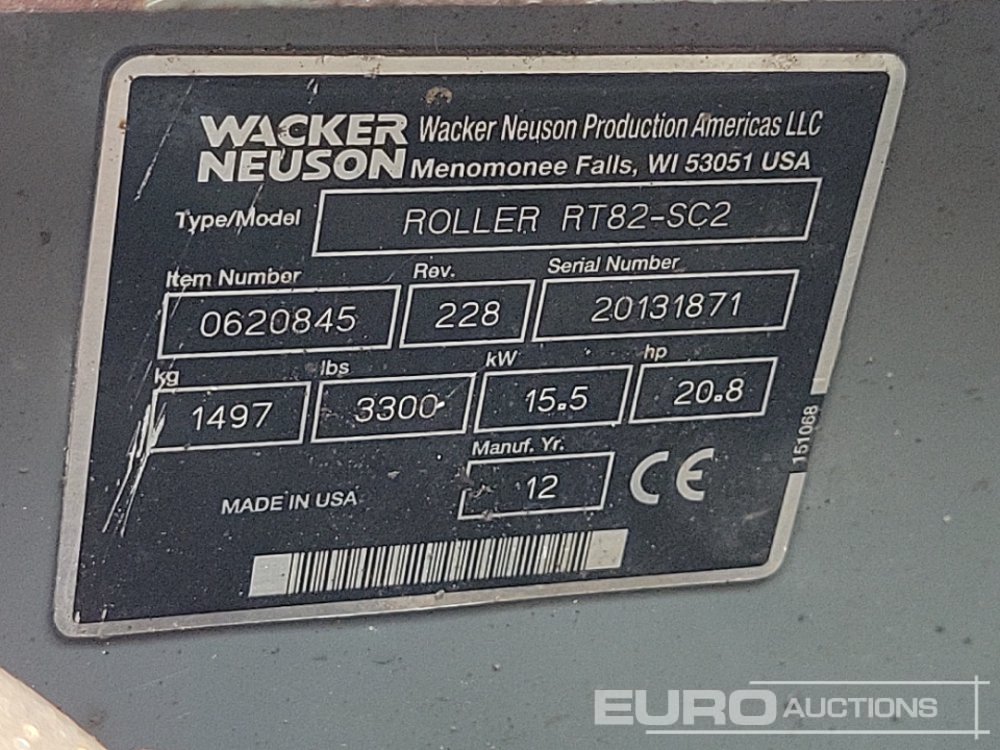 WACKER NEUSON Wacker Neuson Production Americas LLC
Menomonee Falls, WI 53051 USA
Type/Model ROLLER RT82-SC2
Item Number Rev. Serial Number
0620845 228 20131871
kg lbs kW hp
1497 3300 15.5 20.8
Manuf. Yr.
12 CE
MADE IN USA
151068
EURO AUCTIONS